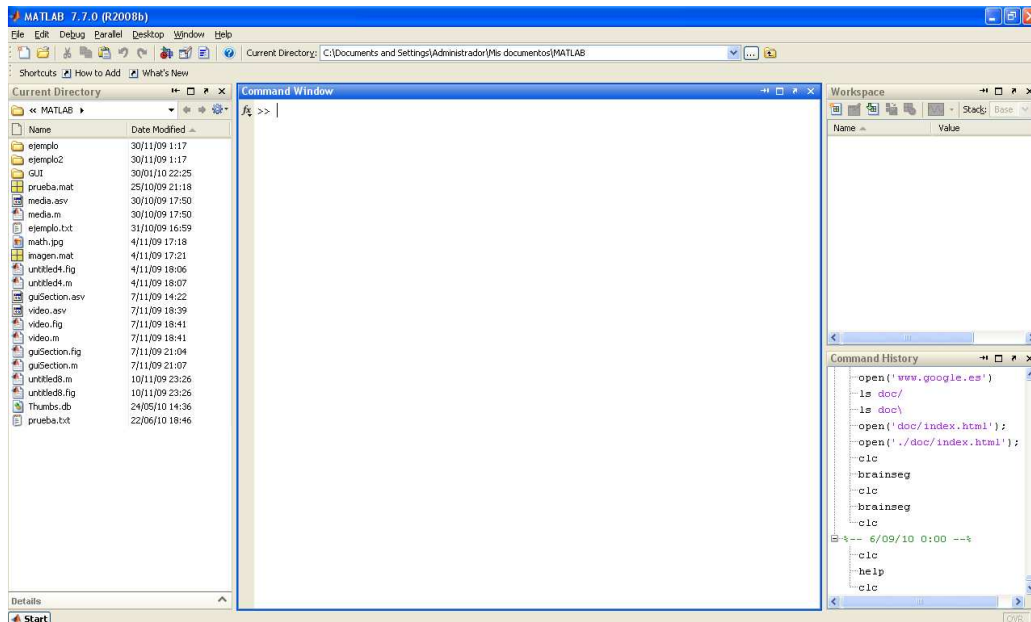 MATLAB 7.7.0 (R2008b)
File Edit Debug Parallel Desktop Window Help
Current Directory: C:\Documents and Settings\Administrador\Mis documentos\MATLAB
Shortcuts How to Add What's New
Current Directory
« MATLAB
Name Date Modified
ejemplo 30/11/09 1:17
ejemplo2 30/11/09 1:17
GUI 30/01/10 22:25
prueba.mat 25/10/09 21:18
media.asv 30/10/09 17:50
media.m 30/10/09 17:50
ejemplo.txt 31/10/09 16:59
math.jpg 4/11/09 17:18
imagen.mat 4/11/09 17:21
untitled4.fig 4/11/09 18:06
untitled4.m 4/11/09 18:07
guiSection.asv 7/11/09 14:22
video.asv 7/11/09 18:39
video.fig 7/11/09 18:41
video.m 7/11/09 18:41
guiSection.fig 7/11/09 21:04
guiSection.m 7/11/09 21:07
untitled8.m 10/11/09 23:26
untitled8.fig 10/11/09 23:26
Thumbs.db 24/05/10 14:36
prueba.txt 22/06/10 18:46
Details
Command Window
fx >>
Workspace
Stack: Base
Name Value
Command History
open('www.google.es')
ls doc/
ls doc\
open('doc/index.html');
open('./doc/index.html');
clc
brainseg
clc
brainseg
clc
%-- 6/09/10 0:00 --%
clc
help
clc
Start
OVR